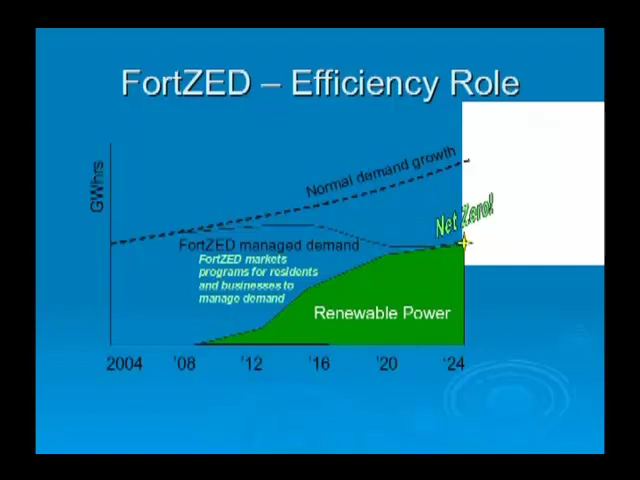 FortZED – Efficiency Role
GWhrs
Normal demand growth
Net Zero!
FortZED managed demand
FortZED markets
programs for residents
and businesses to
manage demand
Renewable Power
2004 '08 '12 '16 '20 '24